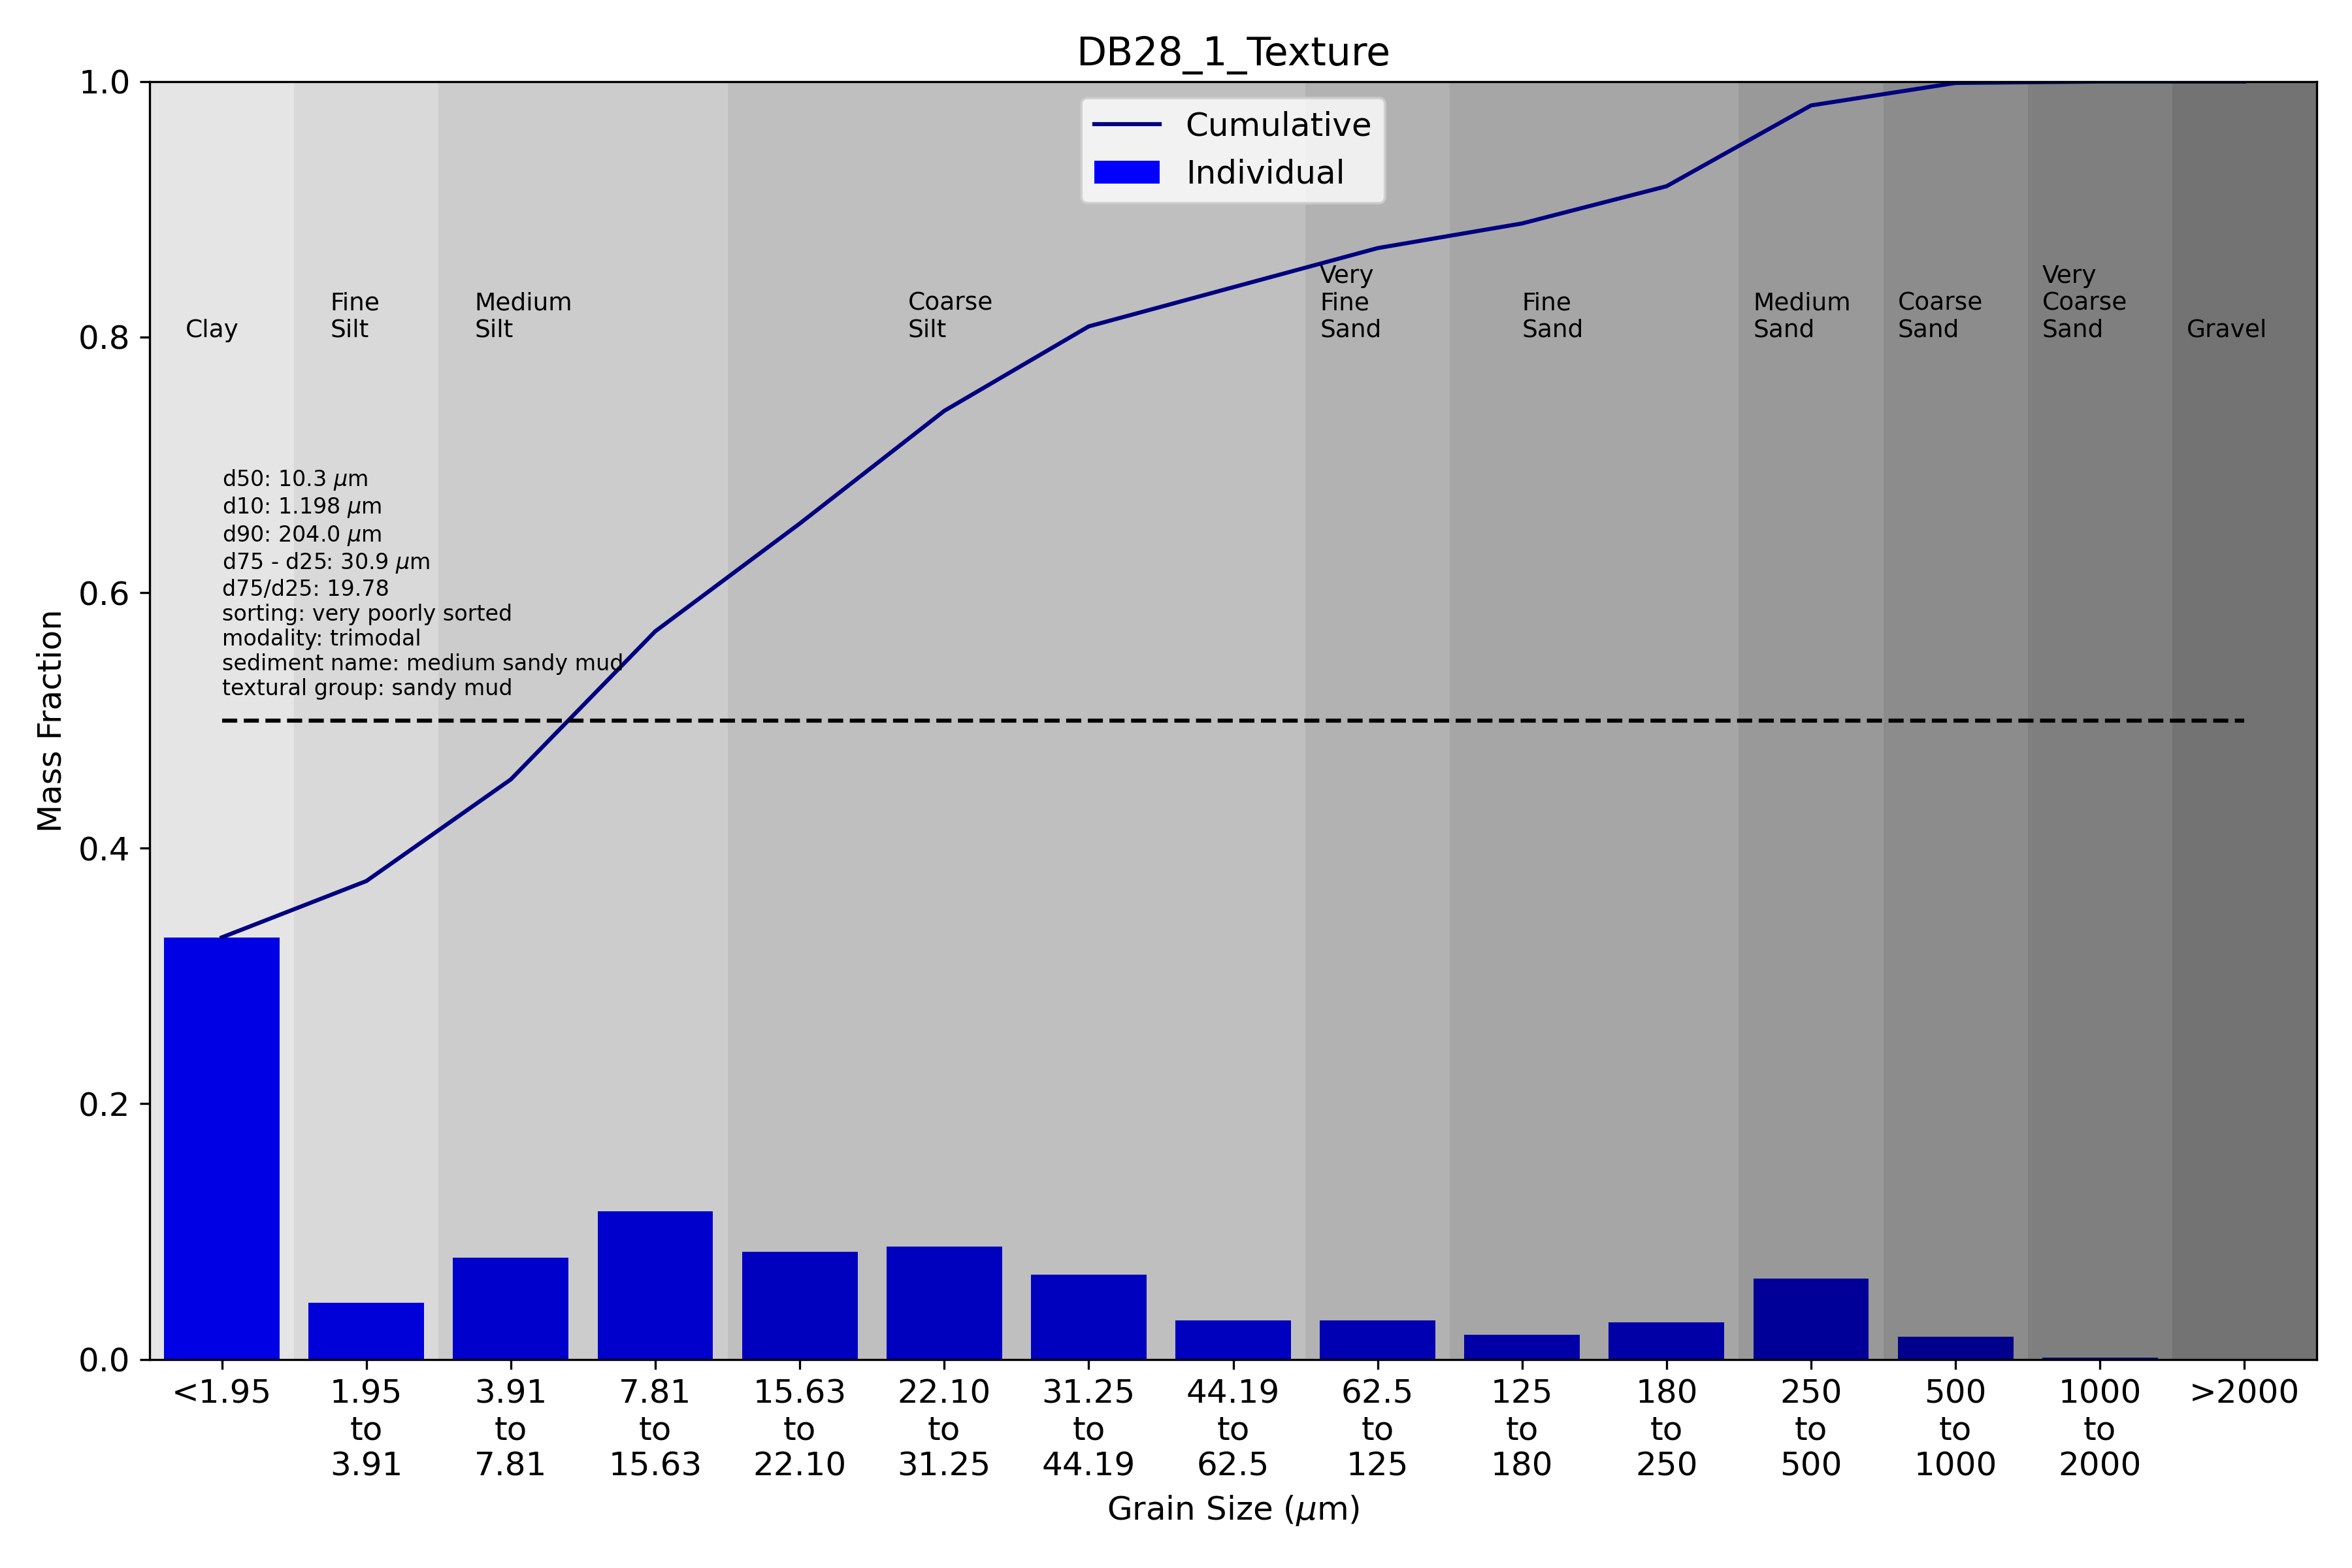 DB28_1_Texture
1.0
0.8
0.6
0.4
0.2
0.0
Mass Fraction
Cumulative
Individual
Clay
Fine
Silt
Medium
Silt
Coarse
Silt
Very
Fine
Sand
Fine
Sand
Medium
Sand
Coarse
Sand
Very
Coarse
Sand
Gravel
d50: 10.3 μm
d10: 1.198 μm
d90: 204.0 μm
d75 - d25: 30.9 μm
d75/d25: 19.78
sorting: very poorly sorted
modality: trimodal
sediment name: medium sandy mud
textural group: sandy mud
<1.95
1.95
to
3.91
3.91
to
7.81
7.81
to
15.63
15.63
to
22.10
22.10
to
31.25
31.25
to
44.19
44.19
to
62.5
62.5
to
125
125
to
180
180
to
250
250
to
500
500
to
1000
1000
to
2000
>2000
Grain Size (μm)